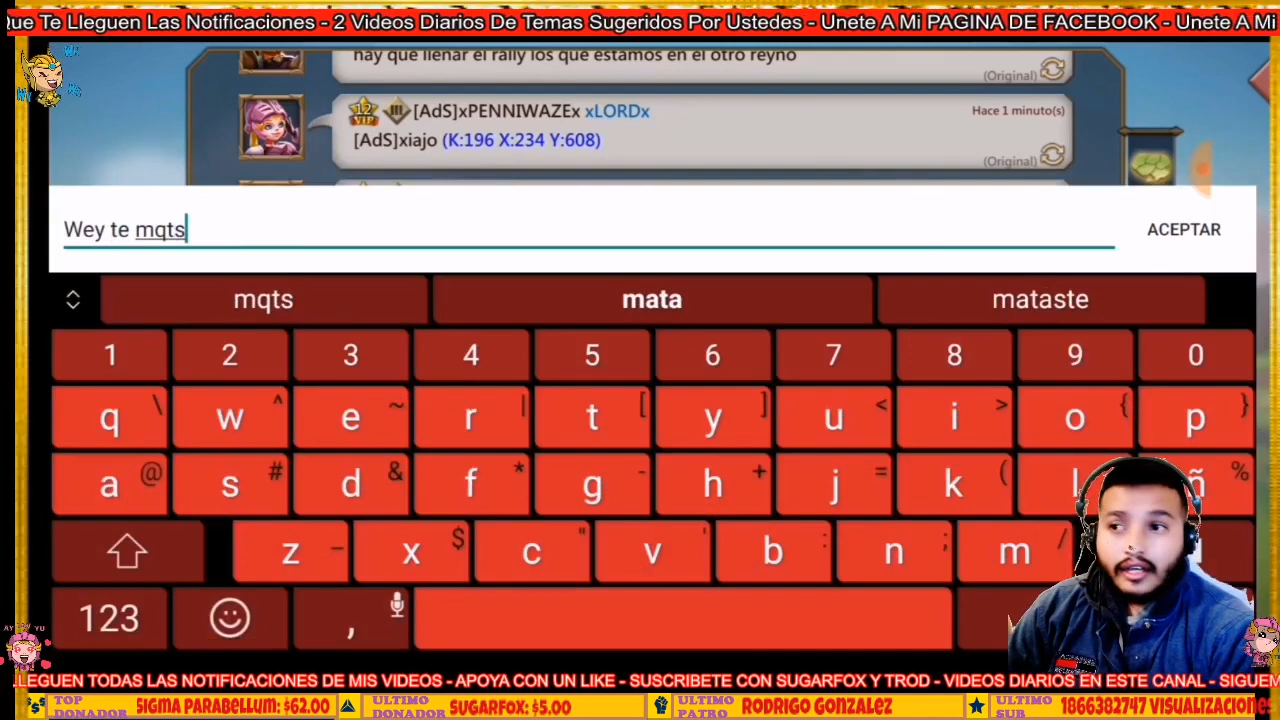 Que Te Lleguen Las Notificaciones - 2 Videos Diarios De Temas Sugeridos Por Ustedes - Unete A Mi PAGINA DE FACEBOOK - Unete A Mi
hay que llenar el rally los que estamos en el otro reyno
(Original)
12 VIP III [AdS]xPENNIWAZEx xLORDx Hace 1 minuto(s)
[AdS]xiajo (K:196 X:234 Y:608)
(Original)
Wey te mqts ACEPTAR
mqts mata mataste
1 2 3 4 5 6 7 8 9 0
q \ w ^ e ~ r | t [ y ] u < i > o { p }
a @ s # d & f * g - h + j = k ( l ñ %
z _ x $ c " v ' b : n ; m /
123 ,
LLEGUEN TODAS LAS NOTIFICACIONES DE MIS VIDEOS - APOYA CON UN LIKE - SUSCRIBETE CON SUGARFOX Y TROD - VIDEOS DIARIOS EN ESTE CANAL - SIGUEM
TOP DONADOR SIGMA PARABELLUM: $62.00 ULTIMO DONADOR SUGARFOX: $5.00 ULTIMO PATRO RODRIGO GONZALEZ ULTIMO SUB 1866382747 VISUALIZACIONES